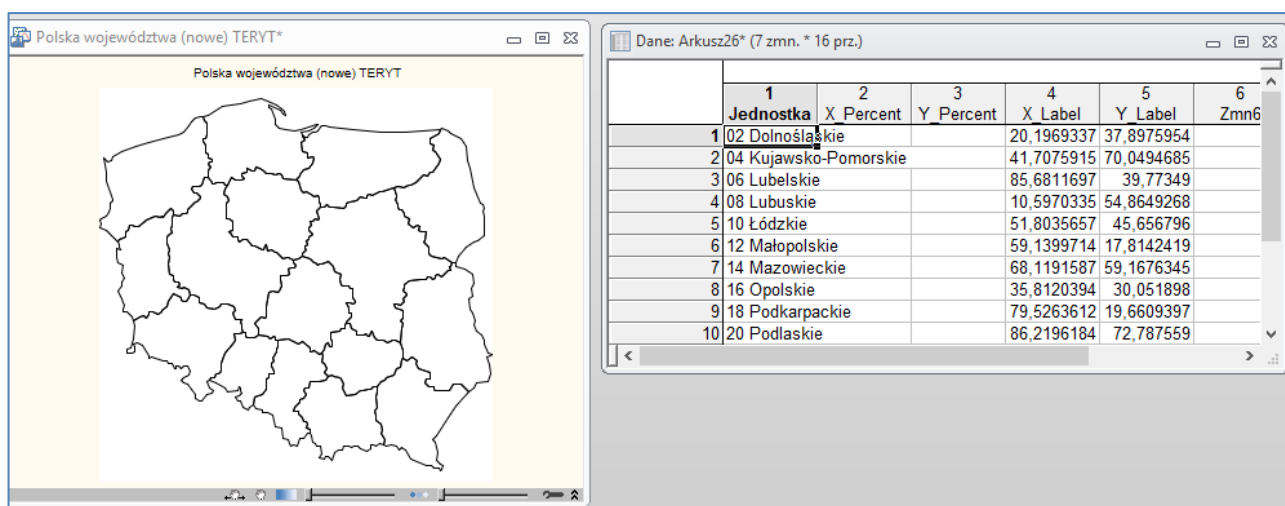 Polska województwa (nowe) TERYT*
Polska województwa (nowe) TERYT
Dane: Arkusz26* (7 zmn. * 16 prz.)
1 2 3 4 5 6
Jednostka X_Percent Y_Percent X_Label Y_Label Zmn6
1 02 Dolnośląskie 20,1969337 37,8975954
2 04 Kujawsko-Pomorskie 41,7075915 70,0494685
3 06 Lubelskie 85,6811697 39,77349
4 08 Lubuskie 10,5970335 54,8649268
5 10 Łódzkie 51,8035657 45,656796
6 12 Małopolskie 59,1399714 17,8142419
7 14 Mazowieckie 68,1191587 59,1676345
8 16 Opolskie 35,8120394 30,051898
9 18 Podkarpackie 79,5263612 19,6609397
10 20 Podlaskie 86,2196184 72,787559